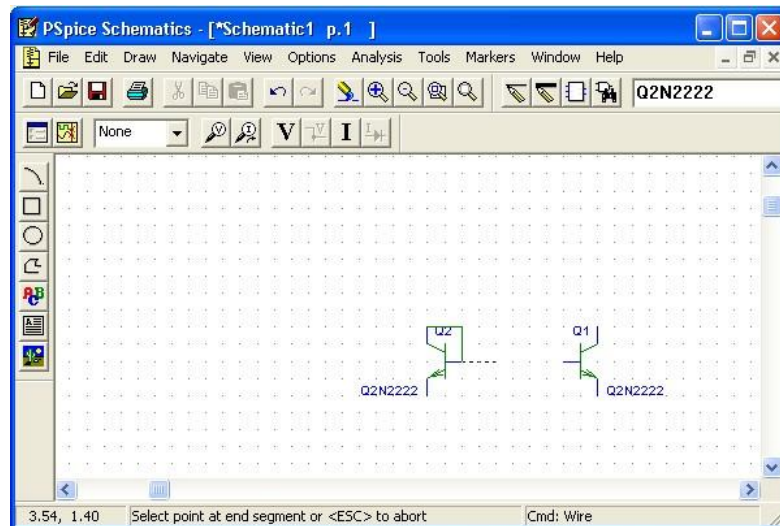 PSpice Schematics - [*Schematic1 p.1 ]
File Edit Draw Navigate View Options Analysis Tools Markers Window Help
Q2N2222
None V I
Q2 Q1
Q2N2222 Q2N2222
3.54, 1.40 Select point at end segment or <ESC> to abort Cmd: Wire